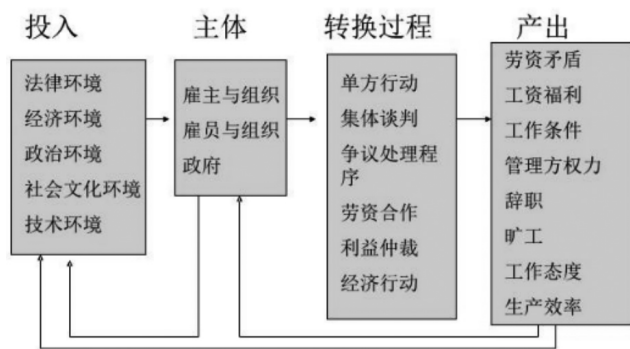 投入
主体
转换过程
产出
法律环境
经济环境
政治环境
社会文化环境
技术环境
雇主与组织
雇员与组织
政府
单方行动
集体谈判
争议处理程
序
劳资合作
利益仲裁
经济行动
劳资矛盾
工资福利
工作条件
管理方权力
辞职
旷工
工作态度
生产效率